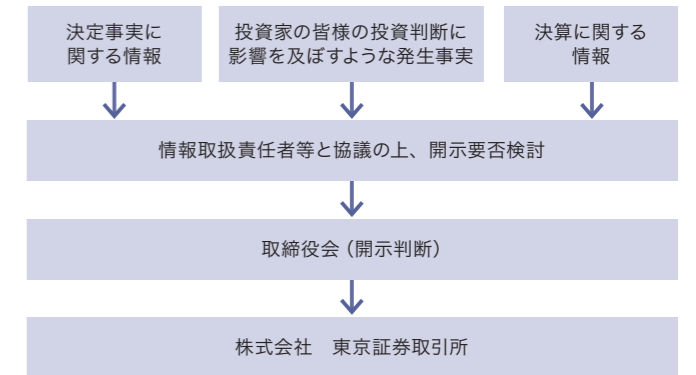 決定事実に
関する情報
投資家の皆様の投資判断に
影響を及ぼすような発生事実
決算に関する
情報
情報取扱責任者等と協議の上、開示要否検討
取締役会（開示判断）
株式会社　東京証券取引所